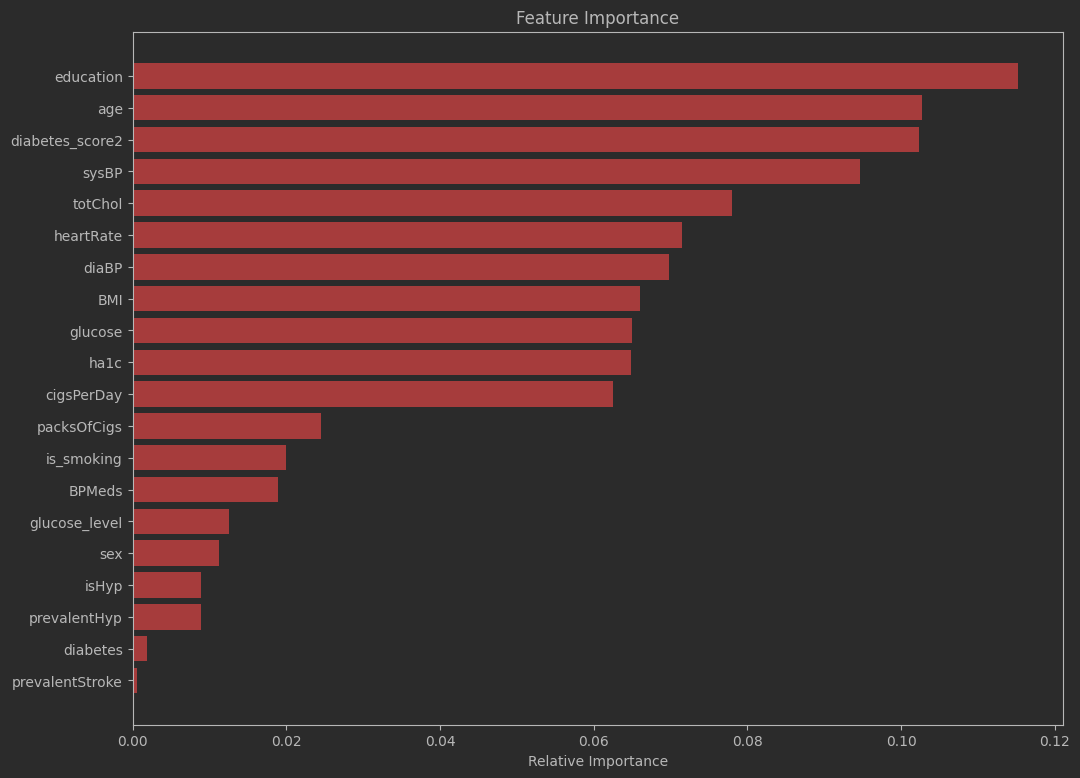 Feature Importance
education
age
diabetes_score2
sysBP
totChol
heartRate
diaBP
BMI
glucose
ha1c
cigsPerDay
packsOfCigs
is_smoking
BPMeds
glucose_level
sex
isHyp
prevalentHyp
diabetes
prevalentStroke
0.00 0.02 0.04 0.06 0.08 0.10 0.12
Relative Importance